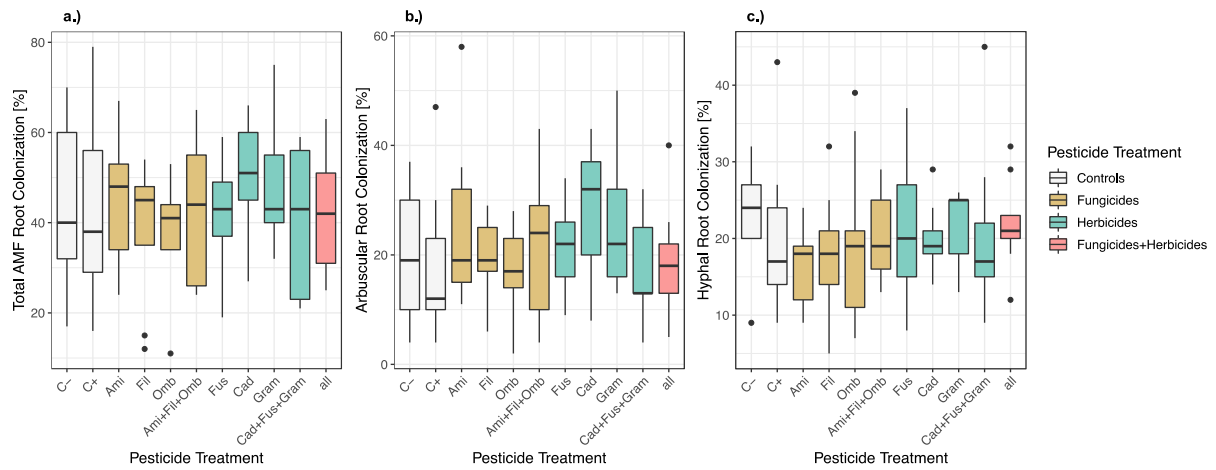 a.)
Total AMF Root Colonization [%]
80
60
40
20
C−
C+
Ami
Fil
Omb
Ami+Fil+Omb
Fus
Cad
Gram
Cad+Fus+Gram
all
Pesticide Treatment
b.)
Arbuscular Root Colonization [%]
60
40
20
0
C−
C+
Ami
Fil
Omb
Ami+Fil+Omb
Fus
Cad
Gram
Cad+Fus+Gram
all
Pesticide Treatment
c.)
Hyphal Root Colonization [%]
40
30
20
10
C−
C+
Ami
Fil
Omb
Ami+Fil+Omb
Fus
Cad
Gram
Cad+Fus+Gram
all
Pesticide Treatment
Pesticide Treatment
Controls
Fungicides
Herbicides
Fungicides+Herbicides